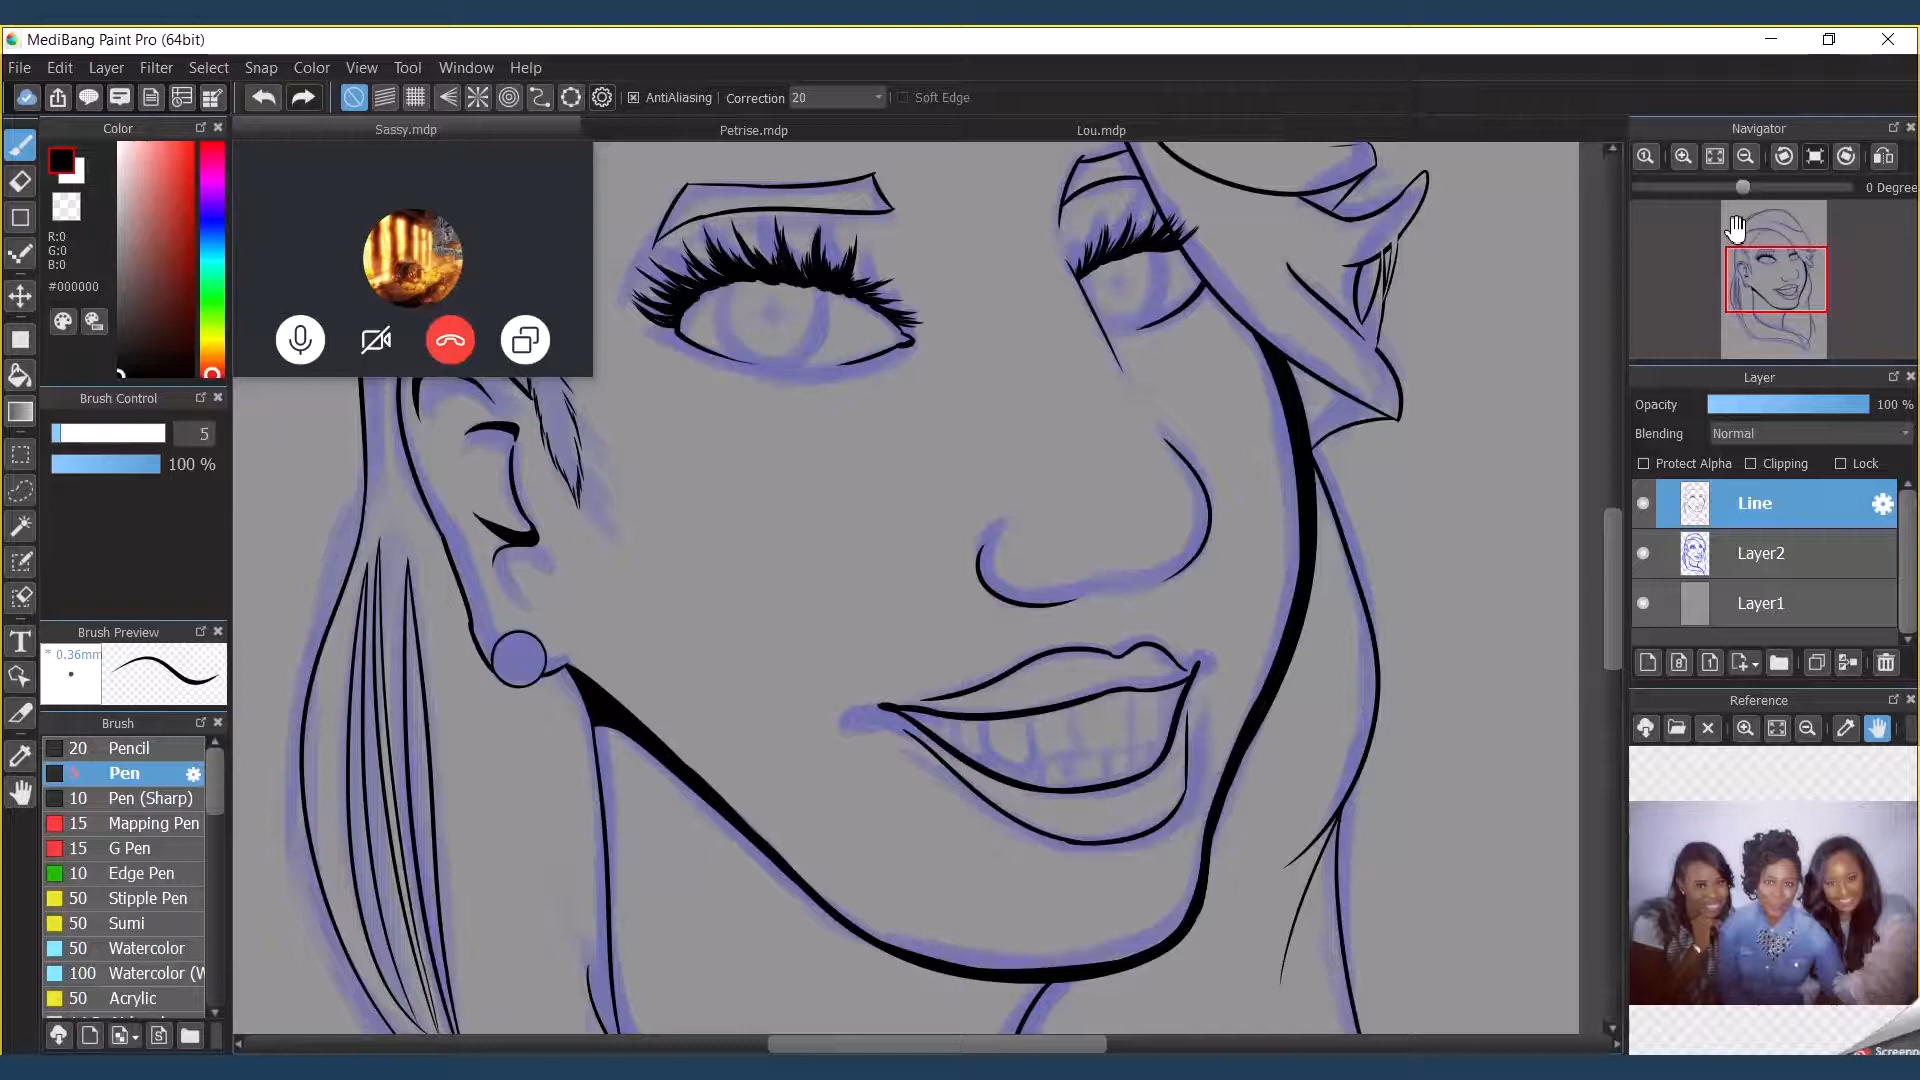 MediBang Paint Pro (64bit)
File Edit Layer Filter Select Snap Color View Tool Window Help
AntiAliasing Correction 20 Soft Edge
Color
Sassy.mdp Petrise.mdp Lou.mdp
Navigator
0 Degree
R:0
G:0
B:0
#000000
Brush Control
5
100 %
Brush Preview
* 0.36mm
Brush
20 Pencil
Pen
10 Pen (Sharp)
15 Mapping Pen
15 G Pen
10 Edge Pen
50 Stipple Pen
50 Sumi
50 Watercolor
100 Watercolor (W
50 Acrylic
Layer
Opacity 100 %
Blending Normal
Protect Alpha Clipping Lock
Line
Layer2
Layer1
Reference